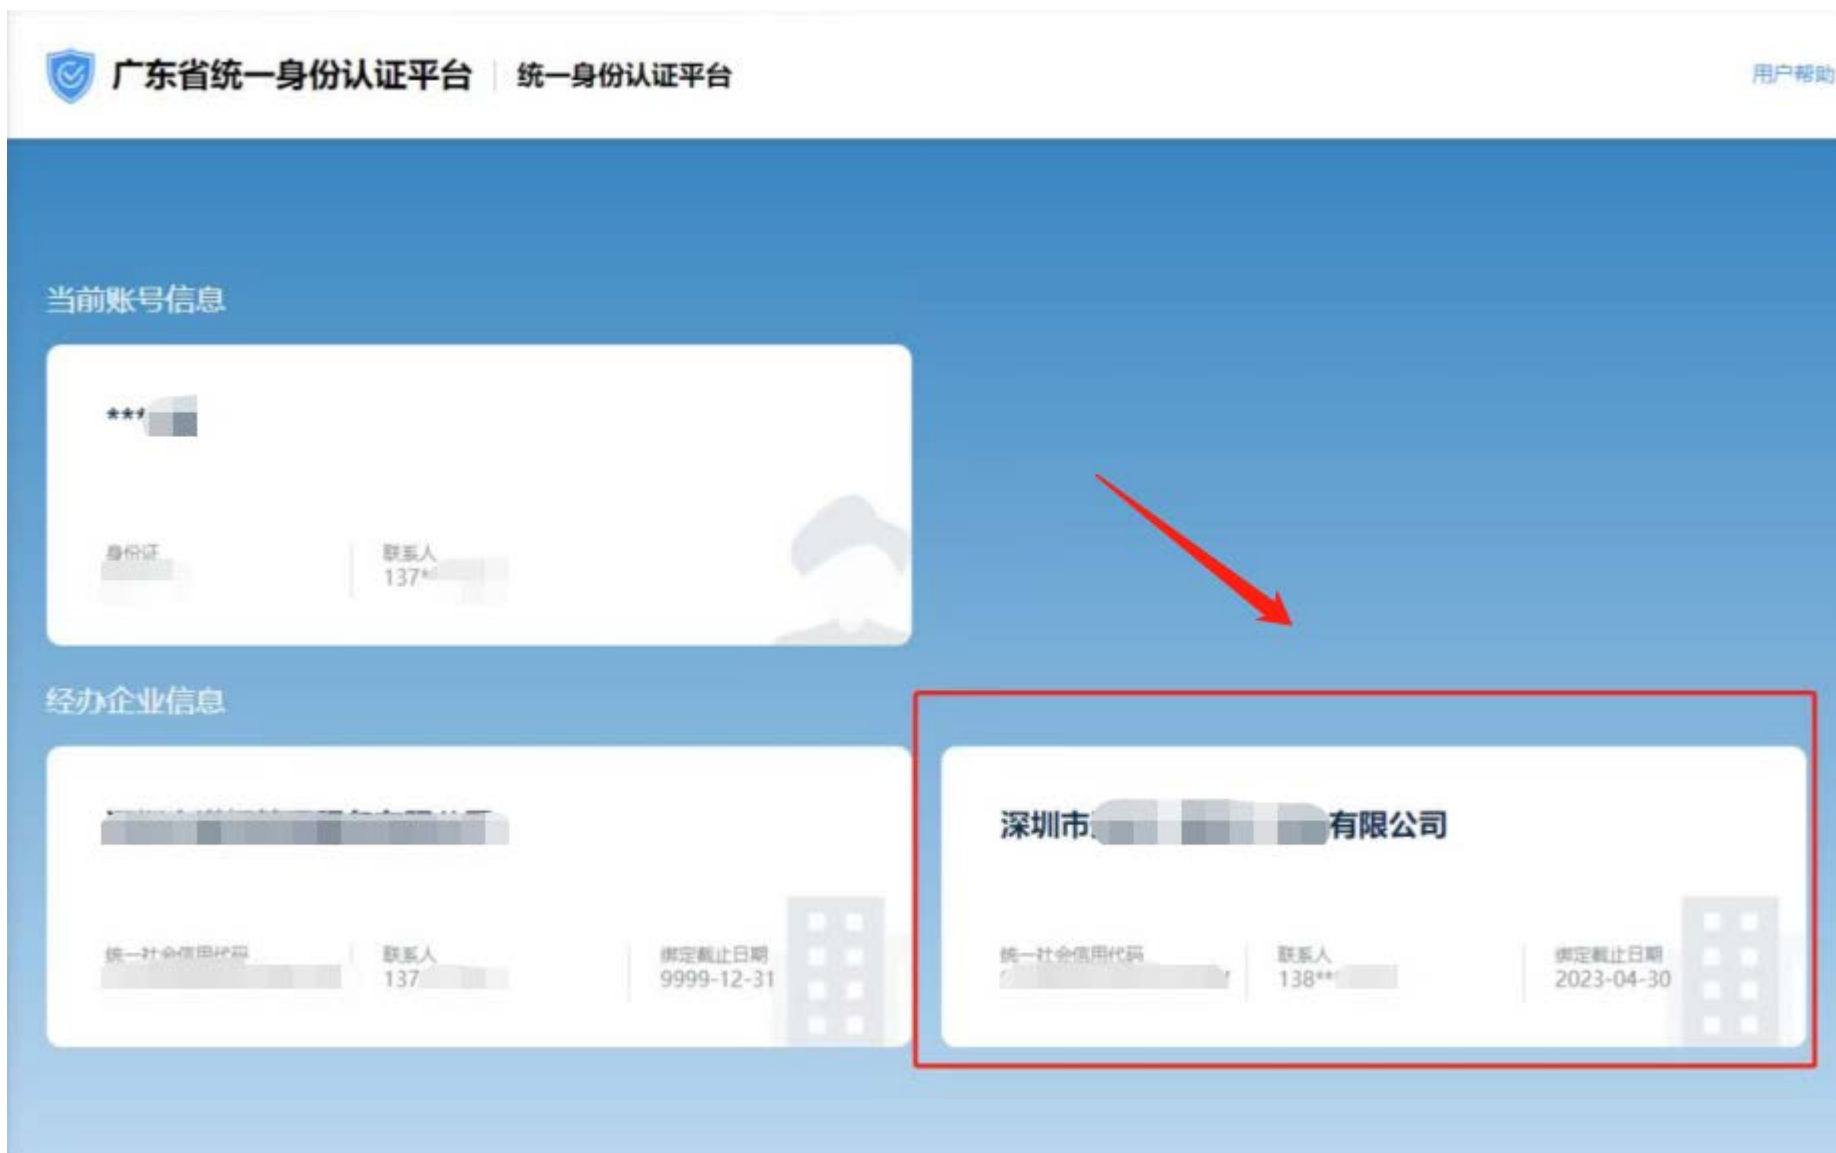 广东省统一身份认证平台 统一身份认证平台
用户帮助
当前账号信息
***
身份证
联系人
137*
经办企业信息
统一社会信用代码
联系人
137
绑定截止日期
9999-12-31
深圳市 有限公司
统一社会信用代码
联系人
138**
绑定截止日期
2023-04-30